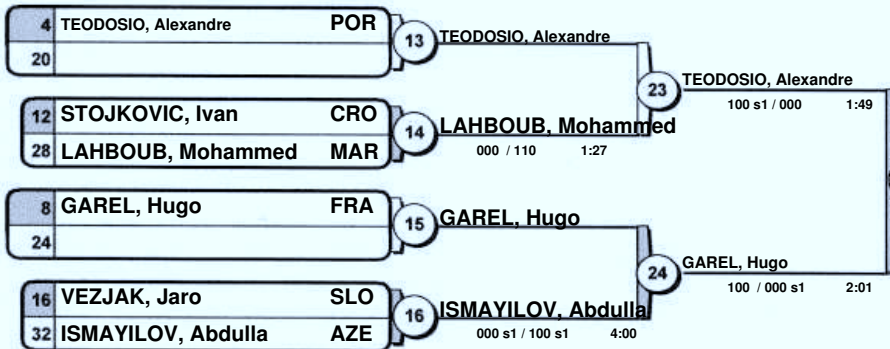 4 TEODOSIO, Alexandre POR
20
13 TEODOSIO, Alexandre
12 STOJKOVIC, Ivan CRO
28 LAHBOUB, Mohammed MAR
14 LAHBOUB, Mohammed
000 / 110 1:27
23 TEODOSIO, Alexandre
100 s1 / 000 1:49
8 GAREL, Hugo FRA
24
15 GAREL, Hugo
16 VEZJAK, Jaro SLO
32 ISMAYILOV, Abdulla AZE
16 ISMAYILOV, Abdulla
000 s1 / 100 s1 4:00
24 GAREL, Hugo
100 / 000 s1 2:01